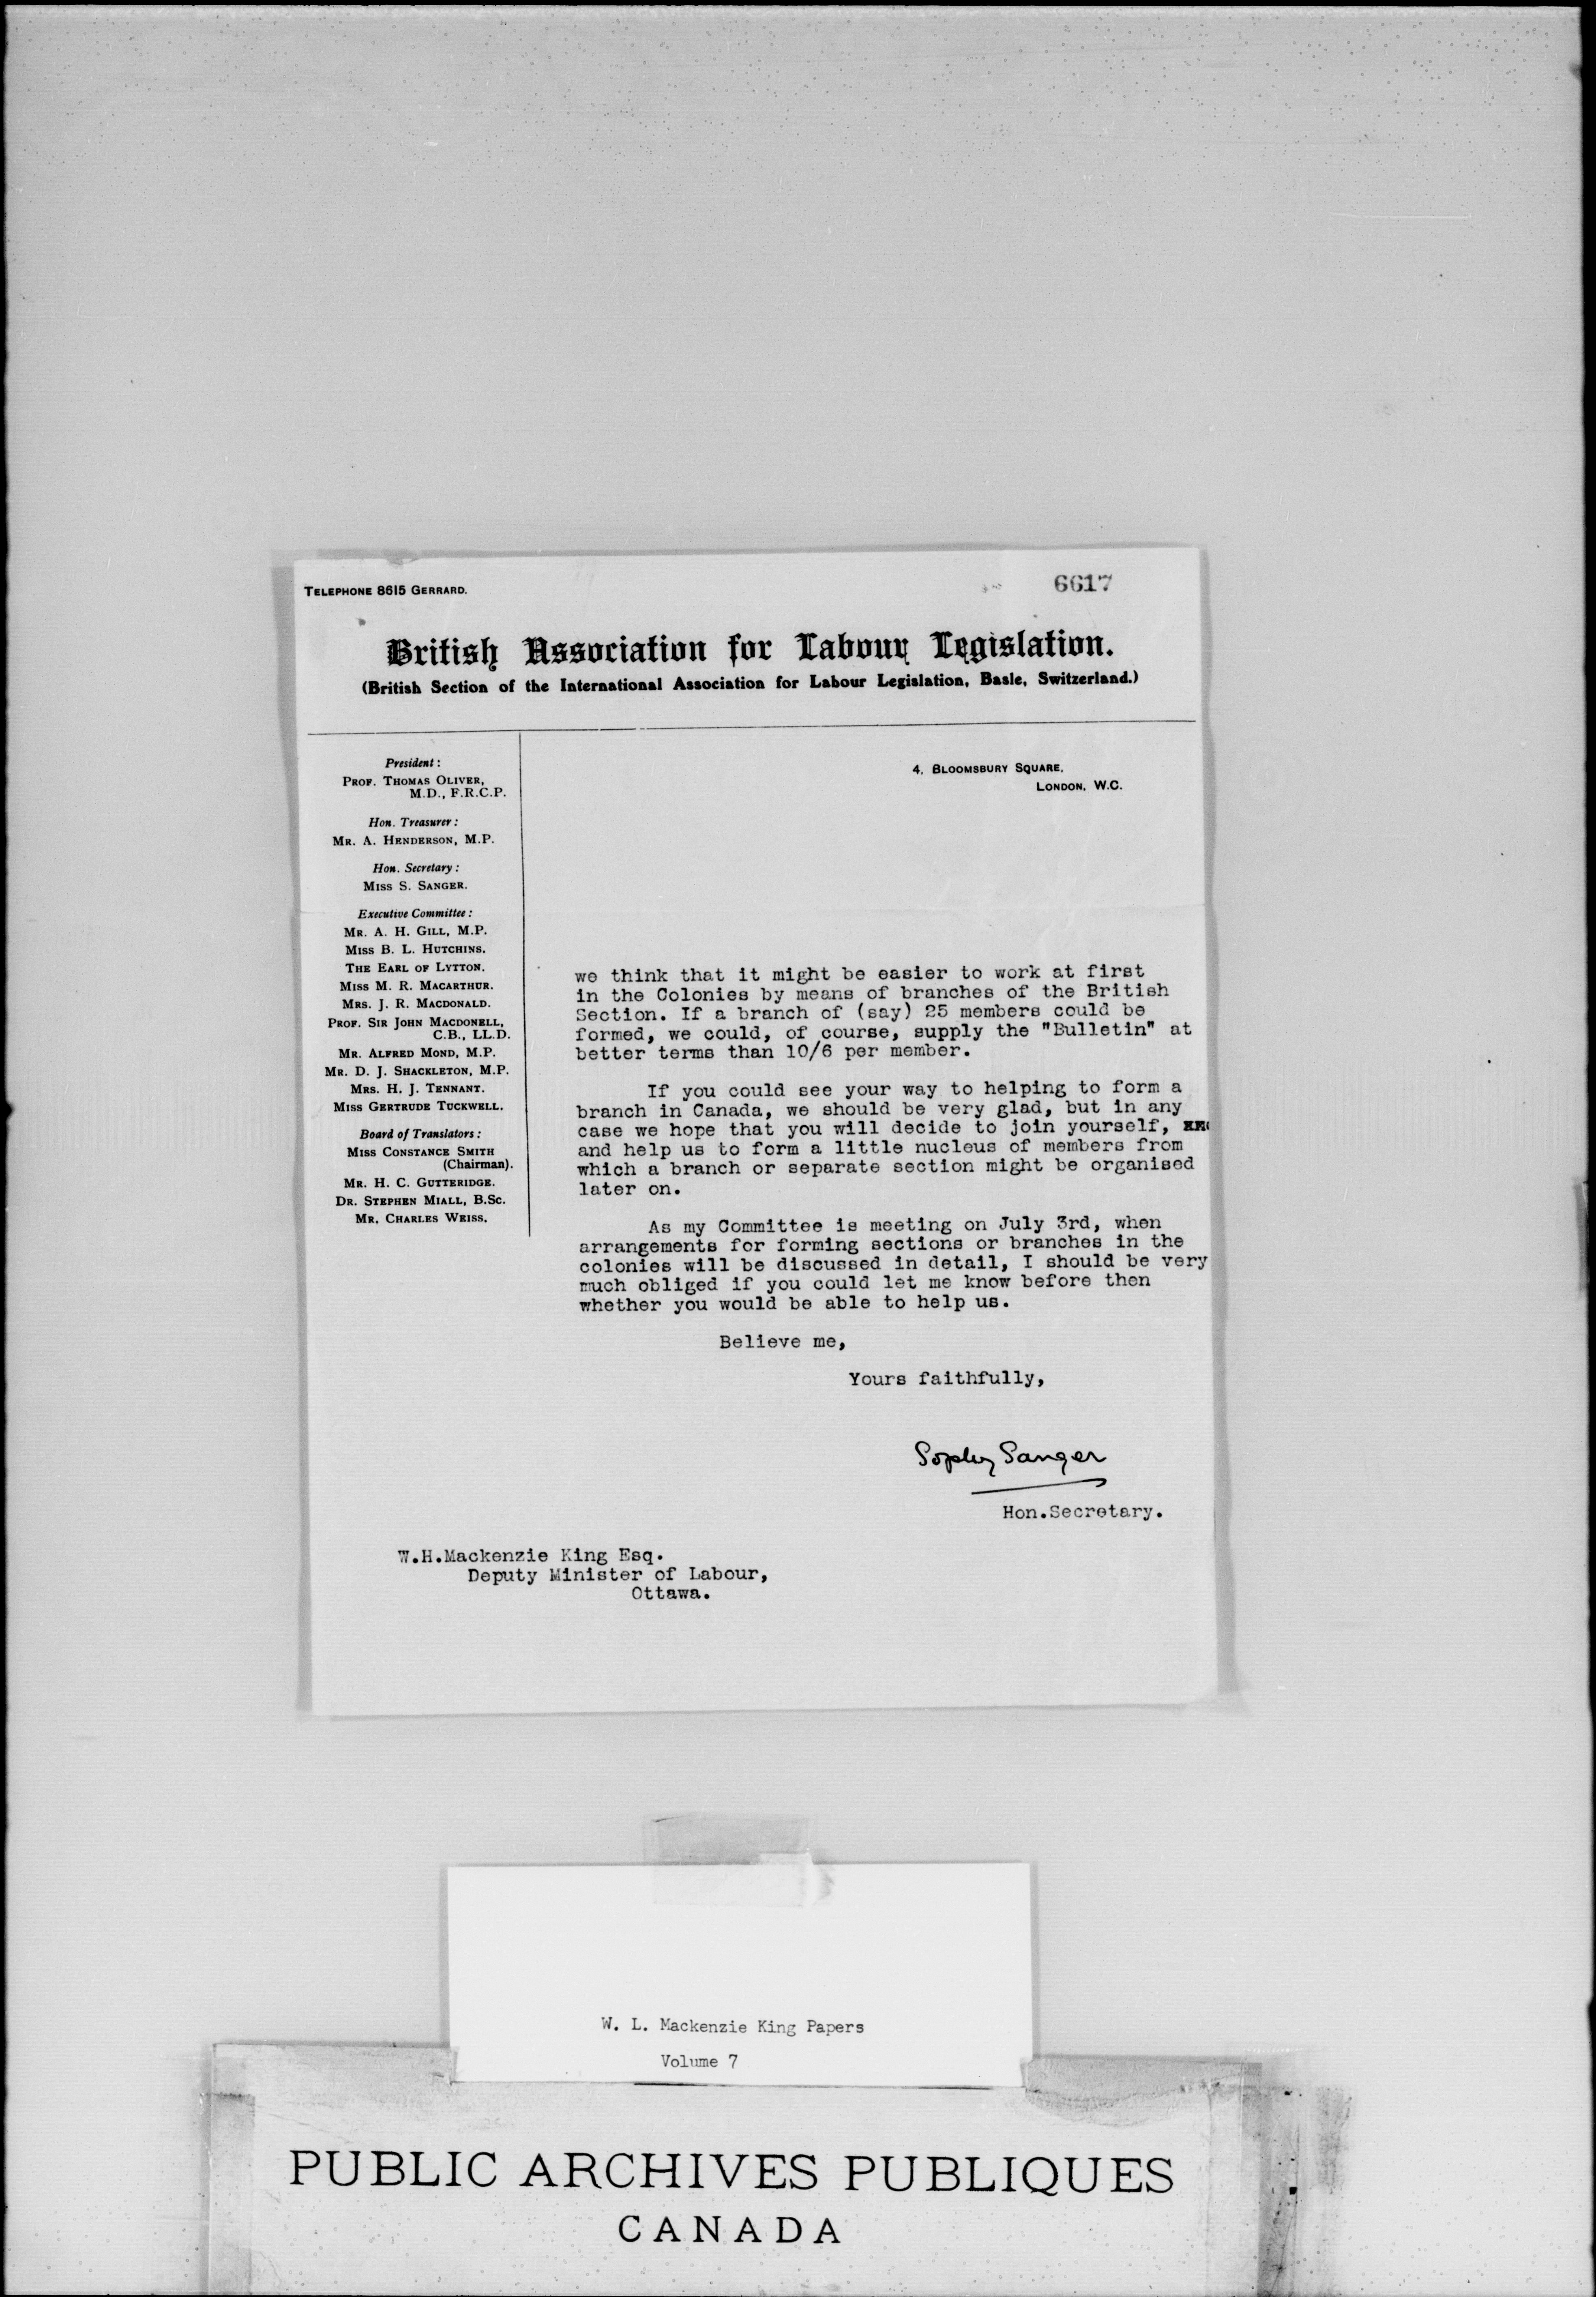 TELEPHONE 8615 GERRARD.
6617
British Association for Labour Legislation.
(British Section of the International Association for Labour Legislation, Basle, Switzerland.)
President:
PROF. THOMAS OLIVER,
M.D., F.R.C.P.
Hon. Treasurer:
MR. A. HENDERSON, M.P.
Hon. Secretary:
MISS S. SANGER.
Executive Committee:
MR. A. H. GILL, M.P.
MISS B. L. HUTCHINS.
THE EARL OF LYTTON.
MISS M. R. MACARTHUR.
MRS. J. R. MACDONALD.
PROF. SIR JOHN MACDONELL,
C.B., LL.D.
MR. ALFRED MOND, M.P.
MR. D. J. SHACKLETON, M.P.
MRS. H. J. TENNANT.
MISS GERTRUDE TUCKWELL.
Board of Translators:
MISS CONSTANCE SMITH
(Chairman).
MR. H. C. GUTTERIDGE.
DR. STEPHEN MIALL, B.SC.
MR. CHARLES WEISS.
4, BLOOMSBURY SQUARE,
LONDON, W.C.
we think that it might be easier to work at first
in the Colonies by means of branches of the British
Section. If a branch of (say) 25 members could be
formed, we could, of course, supply the "Bulletin" at
better terms than 10/6 per member.
If you could see your way to helping to form a
branch in Canada, we should be very glad, but in any
case we hope that you will decide to join yourself,
and help us to form a little nucleus of members from
which a branch or separate section might be organised
later on.
As my Committee is meeting on July 3rd, when
arrangements for forming sections or branches in the
colonies will be discussed in detail, I should be very
much obliged if you could let me know before then
whether you would be able to help us.
Believe me,
Yours faithfully,
Sophy Sanger
Hon.Secretary.
W.H.Mackenzie King Esq.
Deputy Minister of Labour,
Ottawa.
W. L. Mackenzie King Papers
Volume 7
PUBLIC ARCHIVES PUBLIQUES
CANADA